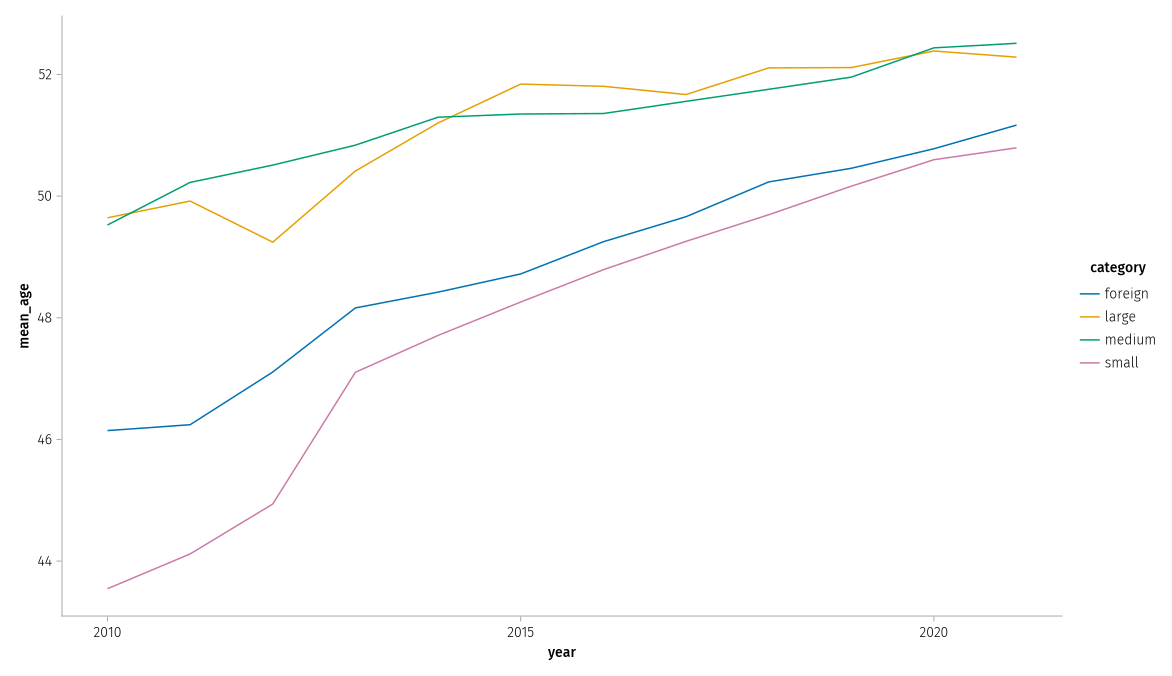 52
50
48
46
44
mean_age
2010
2015
2020
year
category
foreign
large
medium
small